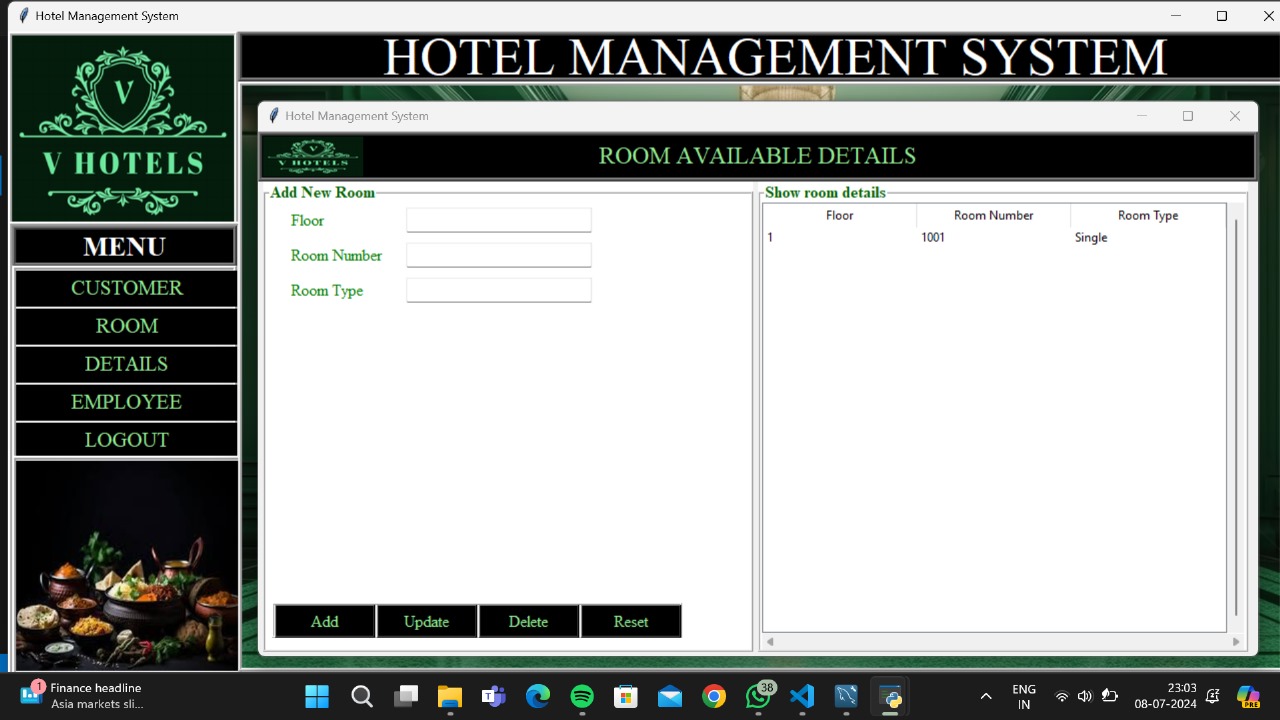 Hotel Management System
HOTEL MANAGEMENT SYSTEM
V
V HOTELS
MENU
CUSTOMER
ROOM
DETAILS
EMPLOYEE
LOGOUT
Hotel Management System
V HOTELS
ROOM AVAILABLE DETAILS
Add New Room
Floor
Room Number
Room Type
Add Update Delete Reset
Show room details
Floor Room Number Room Type
1 1001 Single
1
Finance headline
Asia markets sli...
38
ENG
IN
23:03
08-07-2024
PRE